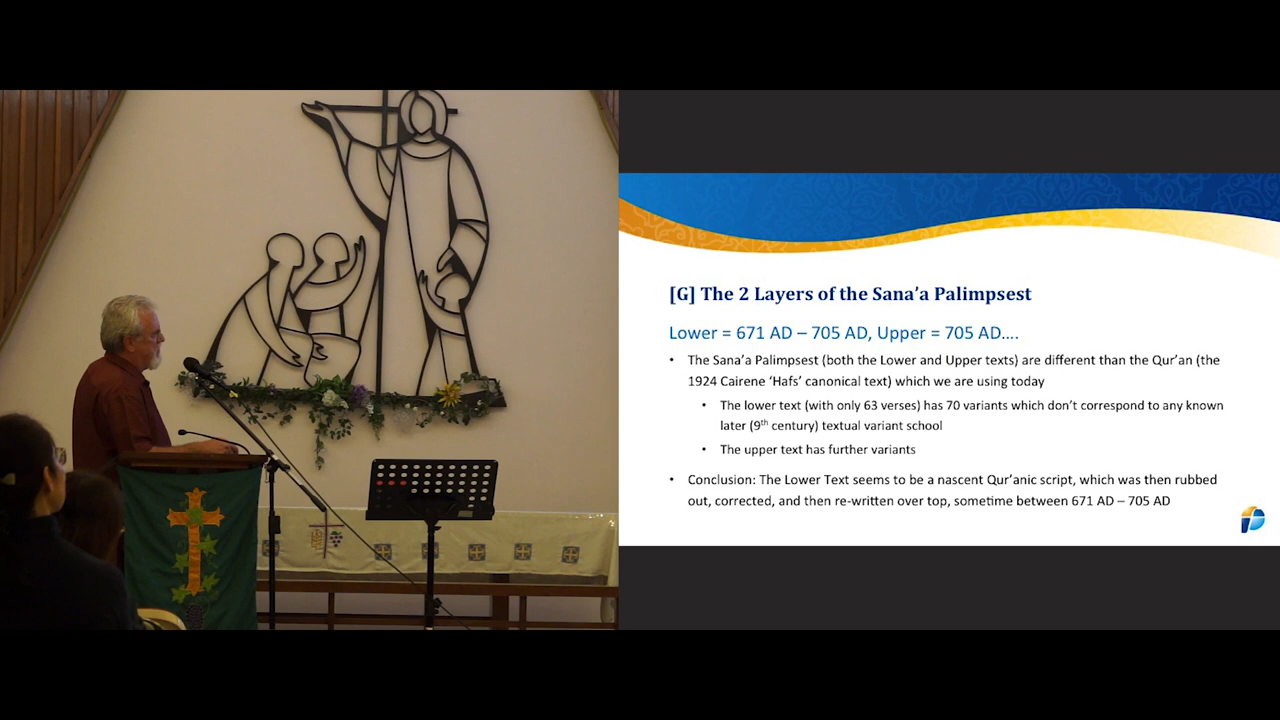 [G] The 2 Layers of the Sana’a Palimpsest
Lower = 671 AD – 705 AD, Upper = 705 AD....
• The Sana’a Palimpsest (both the Lower and Upper texts) are different than the Qur’an (the
1924 Cairene ‘Hafs’ canonical text) which we are using today
• The lower text (with only 63 verses) has 70 variants which don’t correspond to any known
later (9th century) textual variant school
• The upper text has further variants
• Conclusion: The Lower Text seems to be a nascent Qur’anic script, which was then rubbed
out, corrected, and then re-written over top, sometime between 671 AD – 705 AD